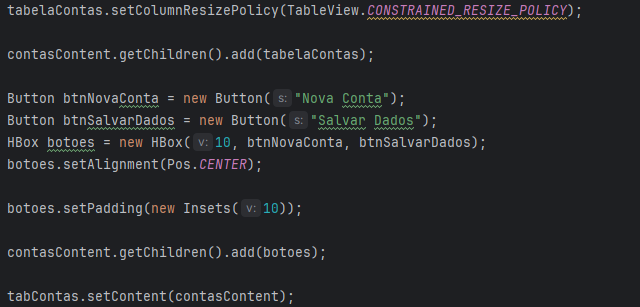 tabelaContas.setColumnResizePolicy(TableView.CONSTRAINED_RESIZE_POLICY);
contasContent.getChildren().add(tabelaContas);
Button btnNovaConta = new Button( s: "Nova Conta");
Button btnSalvarDados = new Button( s: "Salvar Dados");
HBox botoes = new HBox( v: 10, btnNovaConta, btnSalvarDados);
botoes.setAlignment(Pos.CENTER);
botoes.setPadding(new Insets( v: 10));
contasContent.getChildren().add(botoes);
tabContas.setContent(contasContent);